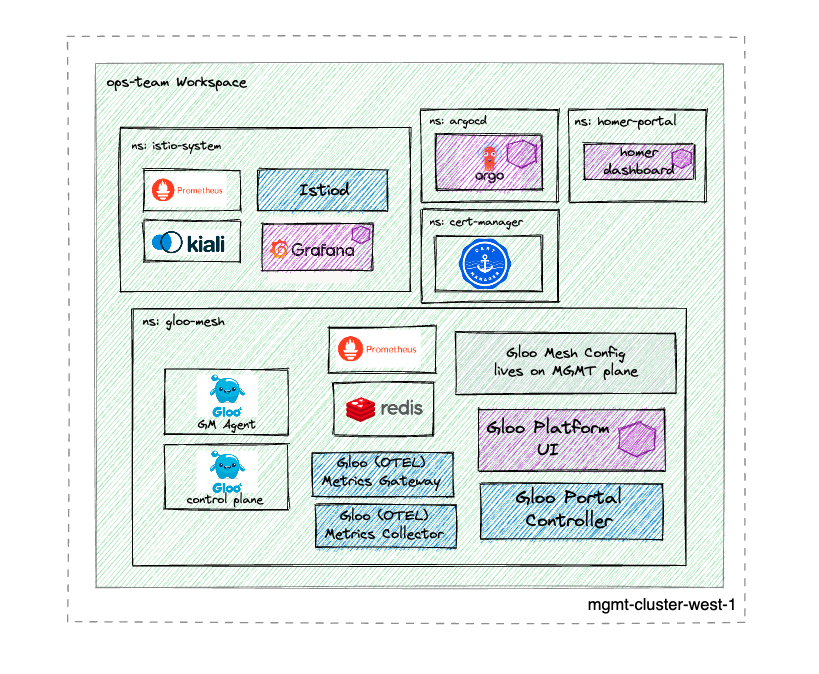 ops-team Workspace
ns: istio-system
Prometheus
Istiod
kiali
Grafana
ns: argocd
argo
ns: homer-portal
homer
dashboard
ns: cert-manager
CERT
MANAGER
ns: gloo-mesh
Prometheus
Gloo Mesh Config
lives on MGMT plane
Gloo
GM Agent
redis
Gloo Platform
UI
Gloo
control plane
Gloo (OTEL)
Metrics Gateway
Gloo Portal
Controller
Gloo (OTEL)
Metrics Collector
mgmt-cluster-west-1